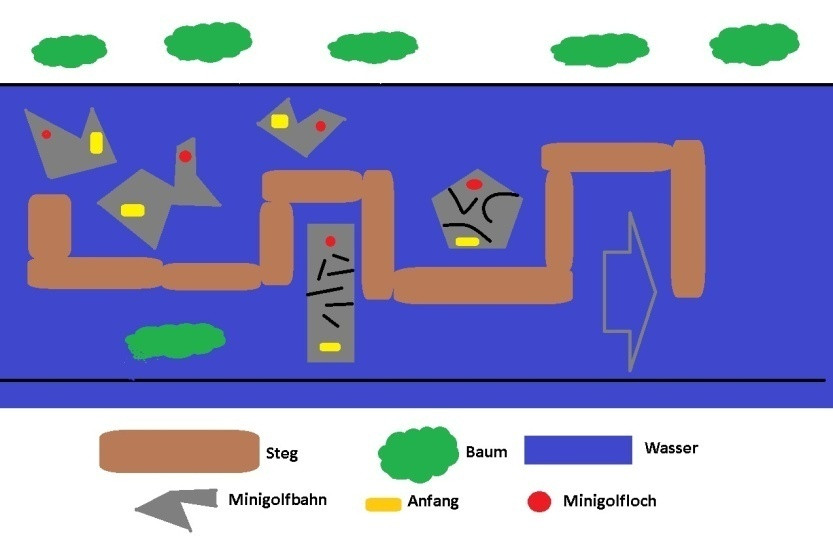 Steg
Baum
Wasser
Minigolfbahn
Anfang
Minigolfloch